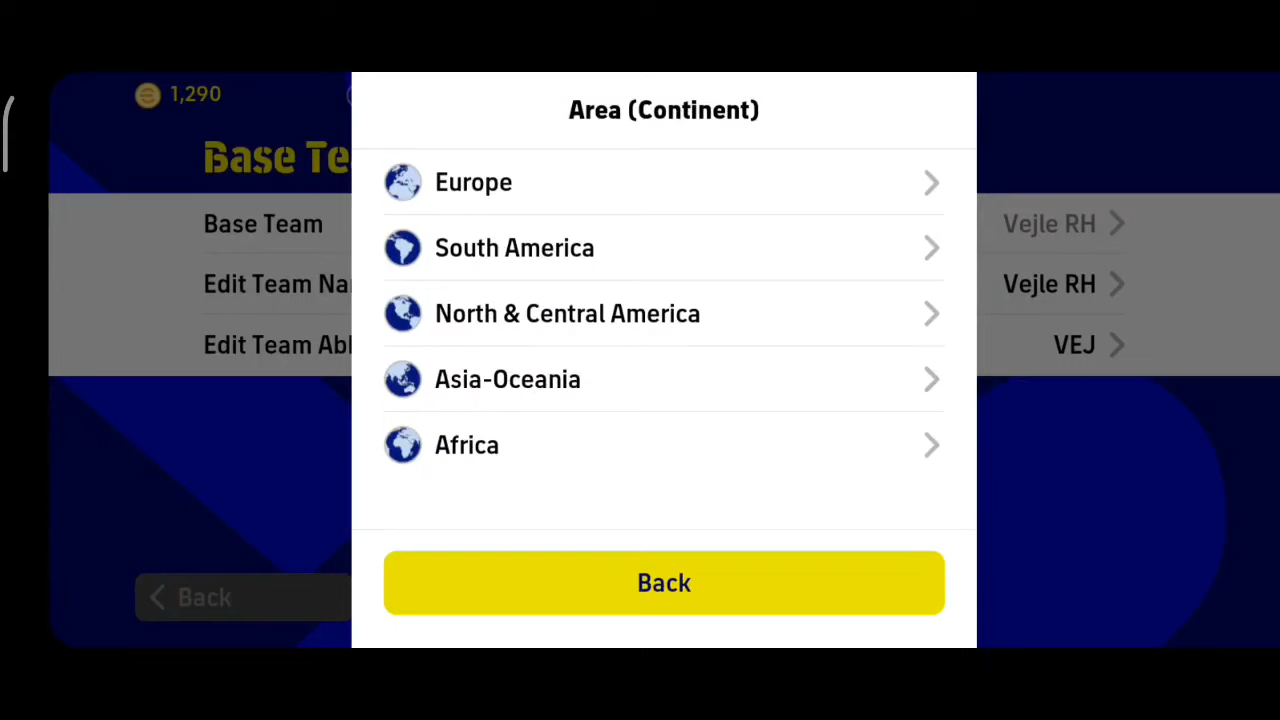 1,290
Area (Continent)
Base Te
Europe
Base Team
Vejle RH
South America
Edit Team Na
Vejle RH
North & Central America
Edit Team Ab
VEJ
Asia-Oceania
Africa
Back
Back